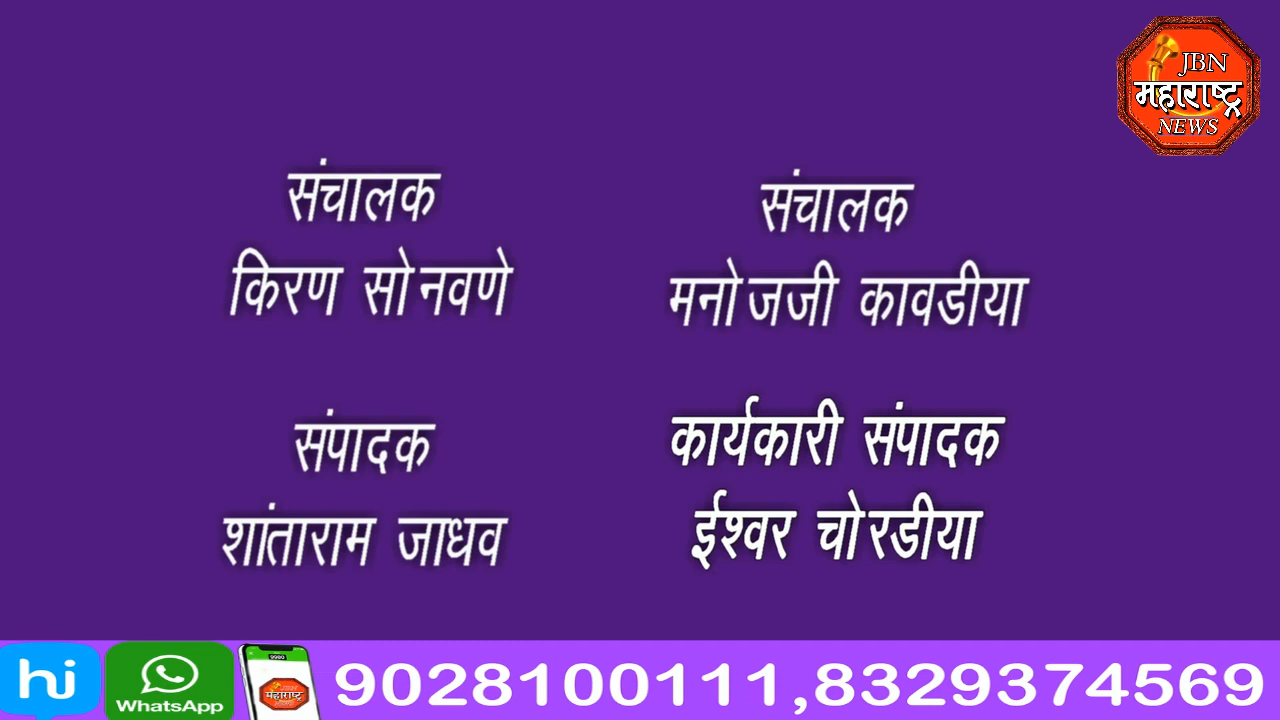 JBN
महाराष्ट्र
NEWS
संचालक
किरण सोनवणे
संचालक
मनोजजी कावडीया
संपादक
शांताराम जाधव
कार्यकारी संपादक
ईश्वर चोरडीया
hi
WhatsApp
महाराष्ट्र
9028100111,8329374569